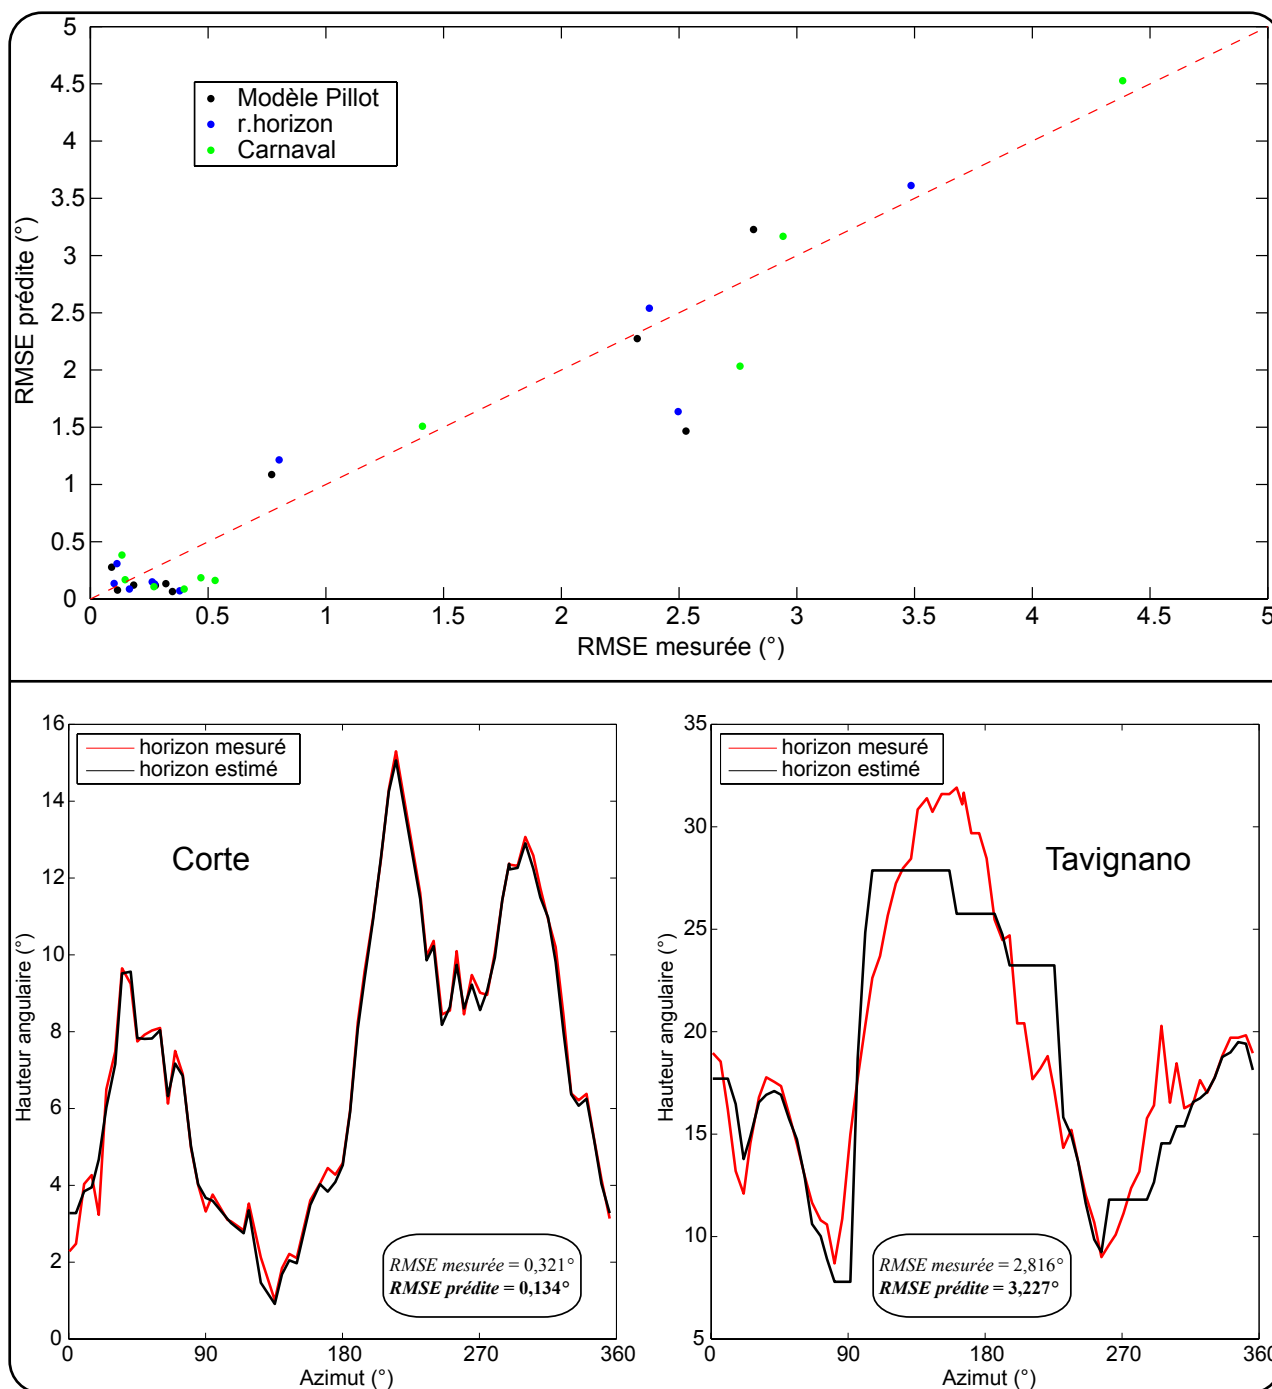 5
4.5
4
3.5
3
2.5
2
1.5
1
0.5
0
RMSE prédite (°)
Modèle Pillot
r.horizon
Carnaval
0 0.5 1 1.5 2 2.5 3 3.5 4 4.5 5
RMSE mesurée (°)
16
14
12
10
8
6
4
2
0
Hauteur angulaire (°)
horizon mesuré
horizon estimé
Corte
RMSE mesurée = 0,321°
RMSE prédite = 0,134°
0 90 180 270 360
Azimut (°)
35
30
25
20
15
10
5
Hauteur angulaire (°)
horizon mesuré
horizon estimé
Tavignano
RMSE mesurée = 2,816°
RMSE prédite = 3,227°
0 90 180 270 360
Azimut (°)